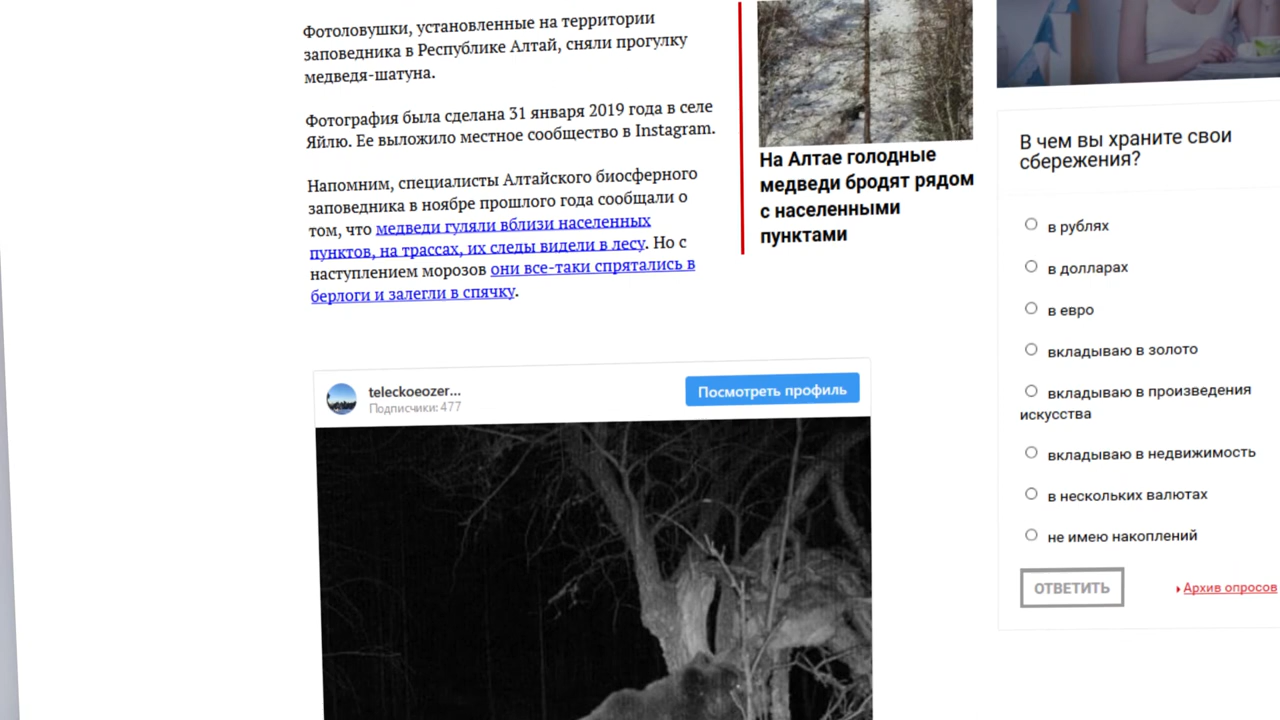 Фотоловушки, установленные на территории
заповедника в Республике Алтай, сняли прогулку
медведя-шатуна.
Фотография была сделана 31 января 2019 года в селе
Яйлю. Ее выложило местное сообщество в Instagram.
Напомним, специалисты Алтайского биосферного
заповедника в ноябре прошлого года сообщали о
том, что медведи гуляли вблизи населенных
пунктов, на трассах, их следы видели в лесу. Но с
наступлением морозов они все-таки спрятались в
берлоги и залегли в спячку.
На Алтае голодные
медведи бродят рядом
с населенными
пунктами
teleckoeozer...
Подписчики: 477
Посмотреть профиль
В чем вы храните свои
сбережения?
в рублях
в долларах
в евро
вкладываю в золото
вкладываю в произведения
искусства
вкладываю в недвижимость
в нескольких валютах
не имею накоплений
ОТВЕТИТЬ
Архив опросов